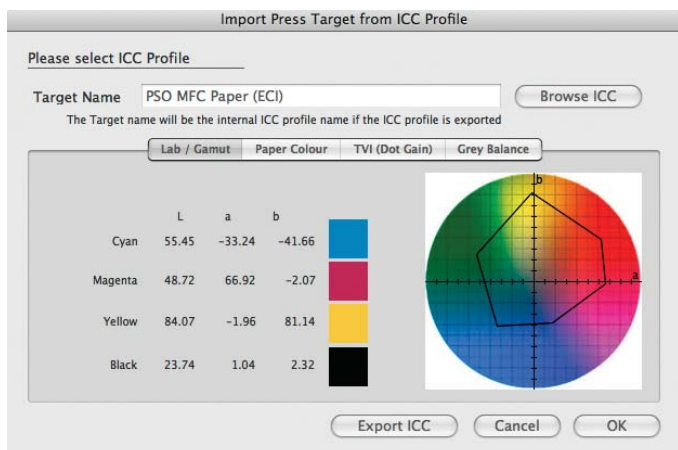 Import Press Target from ICC Profile
Please select ICC Profile
Target Name PSO MFC Paper (ECI) Browse ICC
The Target name will be the internal ICC profile name if the ICC profile is exported
Lab / Gamut Paper Colour TVI (Dot Gain) Grey Balance
b
L a b
Cyan 55.45 -33.24 -41.66
Magenta 48.72 66.92 -2.07
a
Yellow 84.07 -1.96 81.14
Black 23.74 1.04 2.32
Export ICC Cancel OK